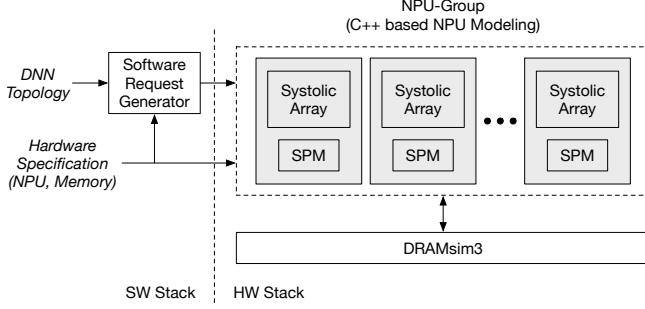 NPU-Group
(C++ based NPU Modeling)
DNN
Topology
Software
Request
Generator
Systolic
Array
SPM
Systolic
Array
SPM
Systolic
Array
SPM
Hardware
Specification
(NPU, Memory)
DRAMsim3
SW Stack
HW Stack